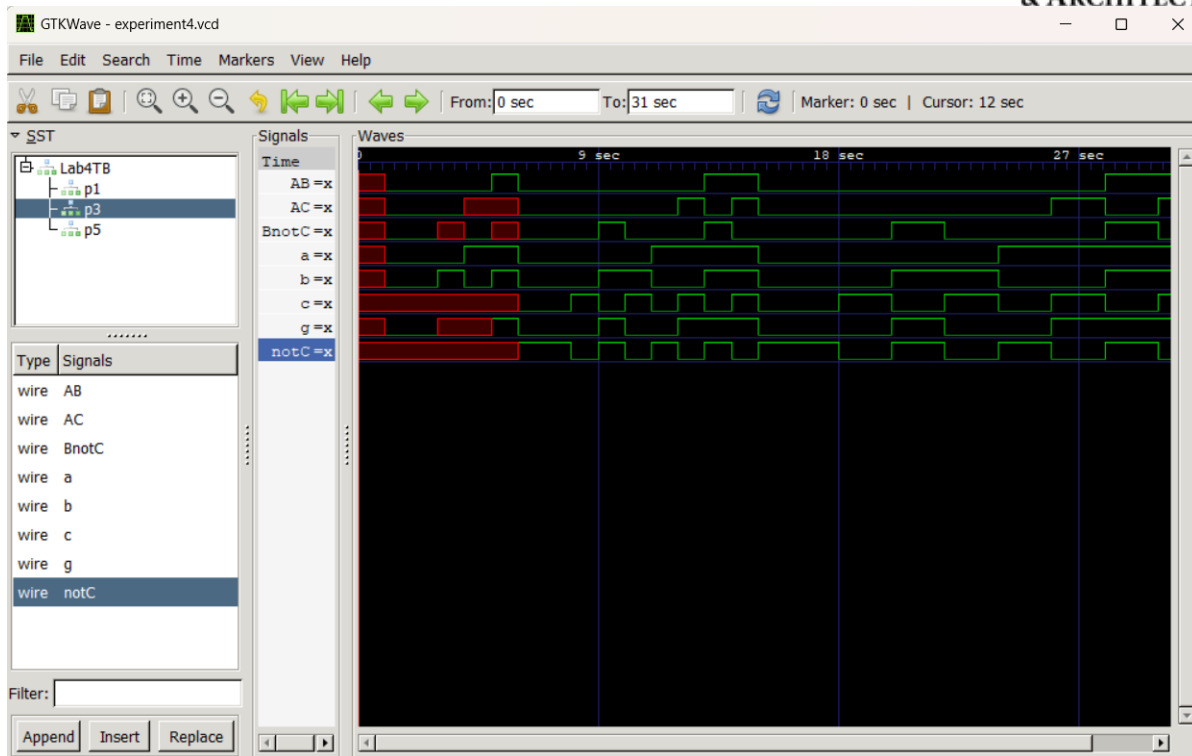 & ARCHITECT
GTKWave - experiment4.vcd
File Edit Search Time Markers View Help
From: 0 sec To: 31 sec Marker: 0 sec | Cursor: 12 sec
SST
Lab4TB
p1
p3
p5
Type Signals
wire AB
wire AC
wire BnotC
wire a
wire b
wire c
wire g
wire notC
Filter:
Append Insert Replace
Signals
Time
AB=x
AC=x
BnotC=x
a=x
b=x
c=x
g=x
notC=x
Waves
0 9 sec 18 sec 27 sec